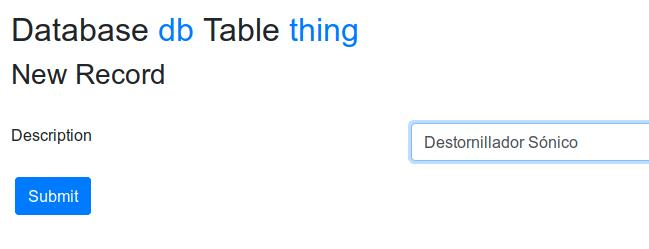 Database db Table thing
New Record
Description
Destornillador Sónico
Submit